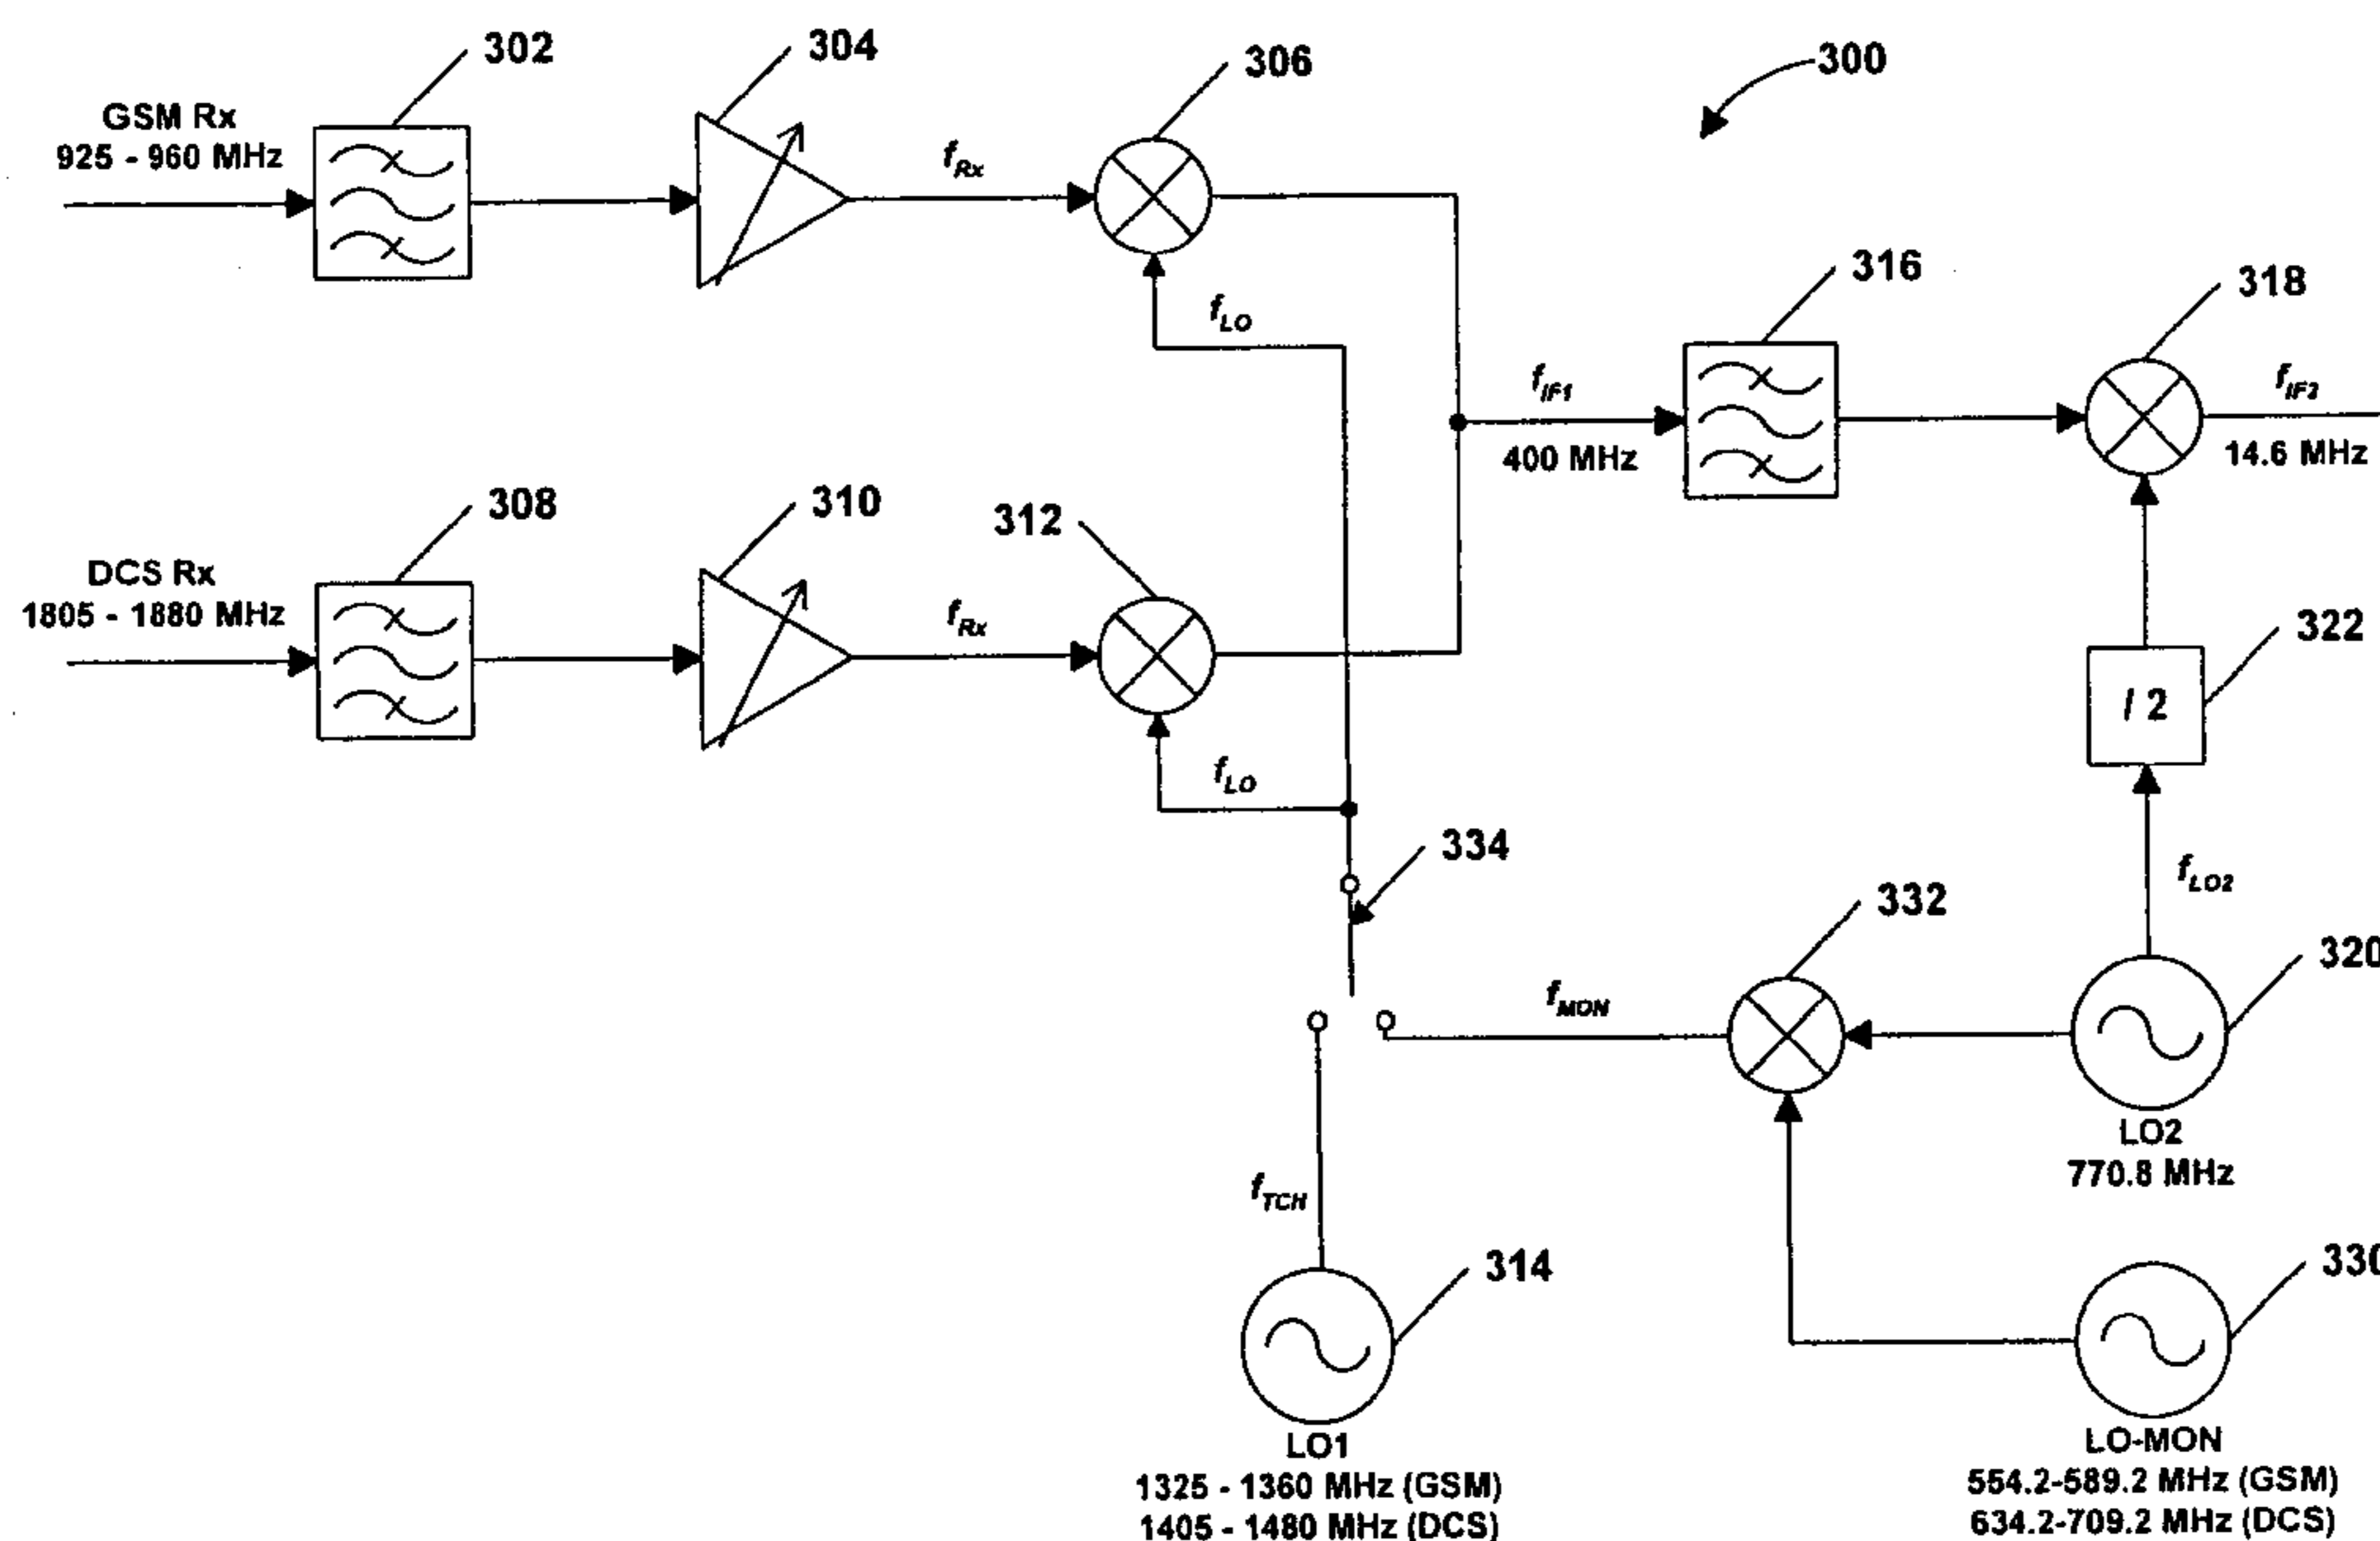 302
304
306
300
GSM Rx
925 - 960 MHz
fRx
fLO
316
318
fIF1
400 MHz
fIF2
14.6 MHz
308
310
312
DCS Rx
1805 - 1880 MHz
fRx
fLO
322
/ 2
334
fLO2
332
320
fMON
LO2
770.8 MHz
fTCH
314
330
LO1
1325 - 1360 MHz (GSM)
1405 - 1480 MHz (DCS)
LO-MON
554.2-589.2 MHz (GSM)
634.2-709.2 MHz (DCS)